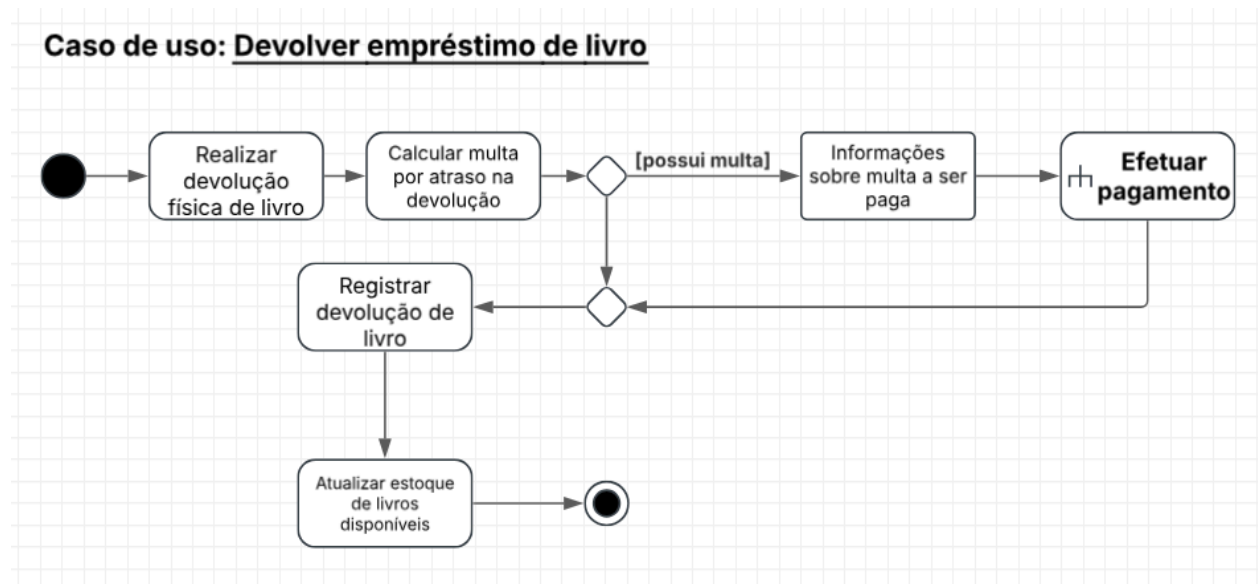 Caso de uso: Devolver empréstimo de livro
Realizar
devolução
física de livro
Calcular multa
por atraso na
devolução
[possui multa]
Informações
sobre multa a ser
paga
Efetuar
pagamento
Registrar
devolução de
livro
Atualizar estoque
de livros
disponíveis